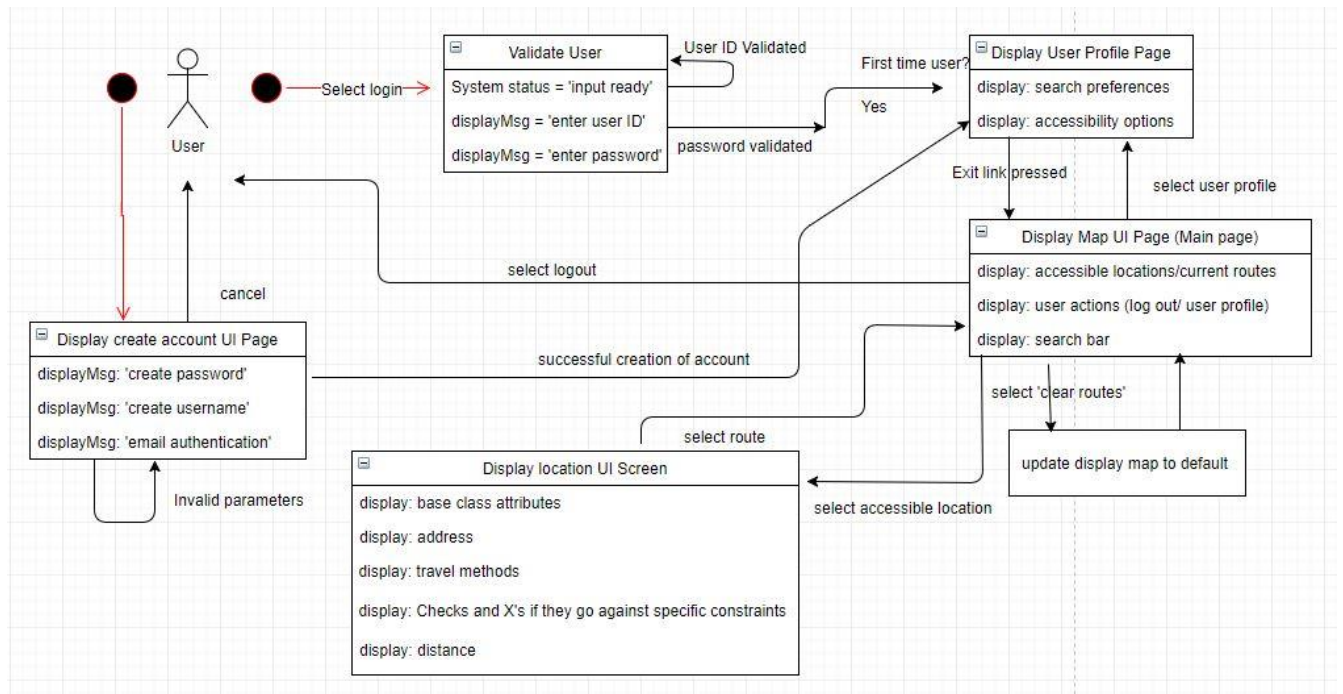 User
Select login
Validate User
System status = 'input ready'
displayMsg = 'enter user ID'
displayMsg = 'enter password'
User ID Validated
password validated
First time user?
Yes
Display User Profile Page
display: search preferences
display: accessibility options
Exit link pressed
select user profile
Display Map UI Page (Main page)
display: accessible locations/current routes
display: user actions (log out/ user profile)
display: search bar
select logout
cancel
Display create account UI Page
displayMsg: 'create password'
displayMsg: 'create username'
displayMsg: 'email authentication'
Invalid parameters
successful creation of account
select route
select 'clear routes'
update display map to default
select accessible location
Display location UI Screen
display: base class attributes
display: address
display: travel methods
display: Checks and X's if they go against specific constraints
display: distance